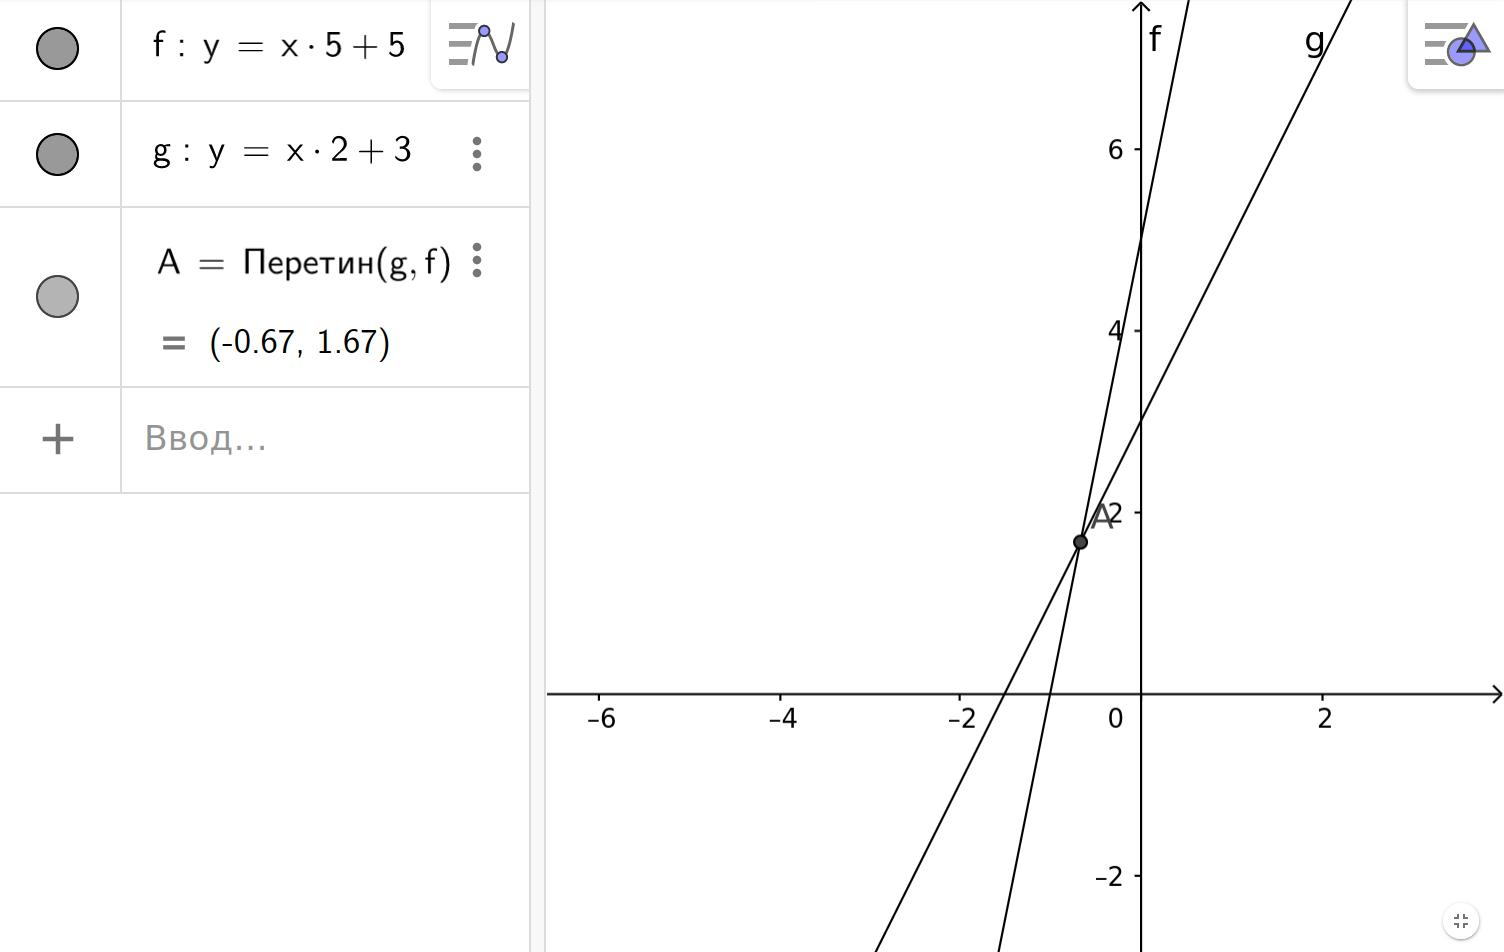 f : y = x · 5 + 5
g : y = x · 2 + 3
A = Перетин(g, f)
= (-0.67, 1.67)
+ Ввод...
f
g
6
4
A
2
–6 –4 –2 0 2
–2